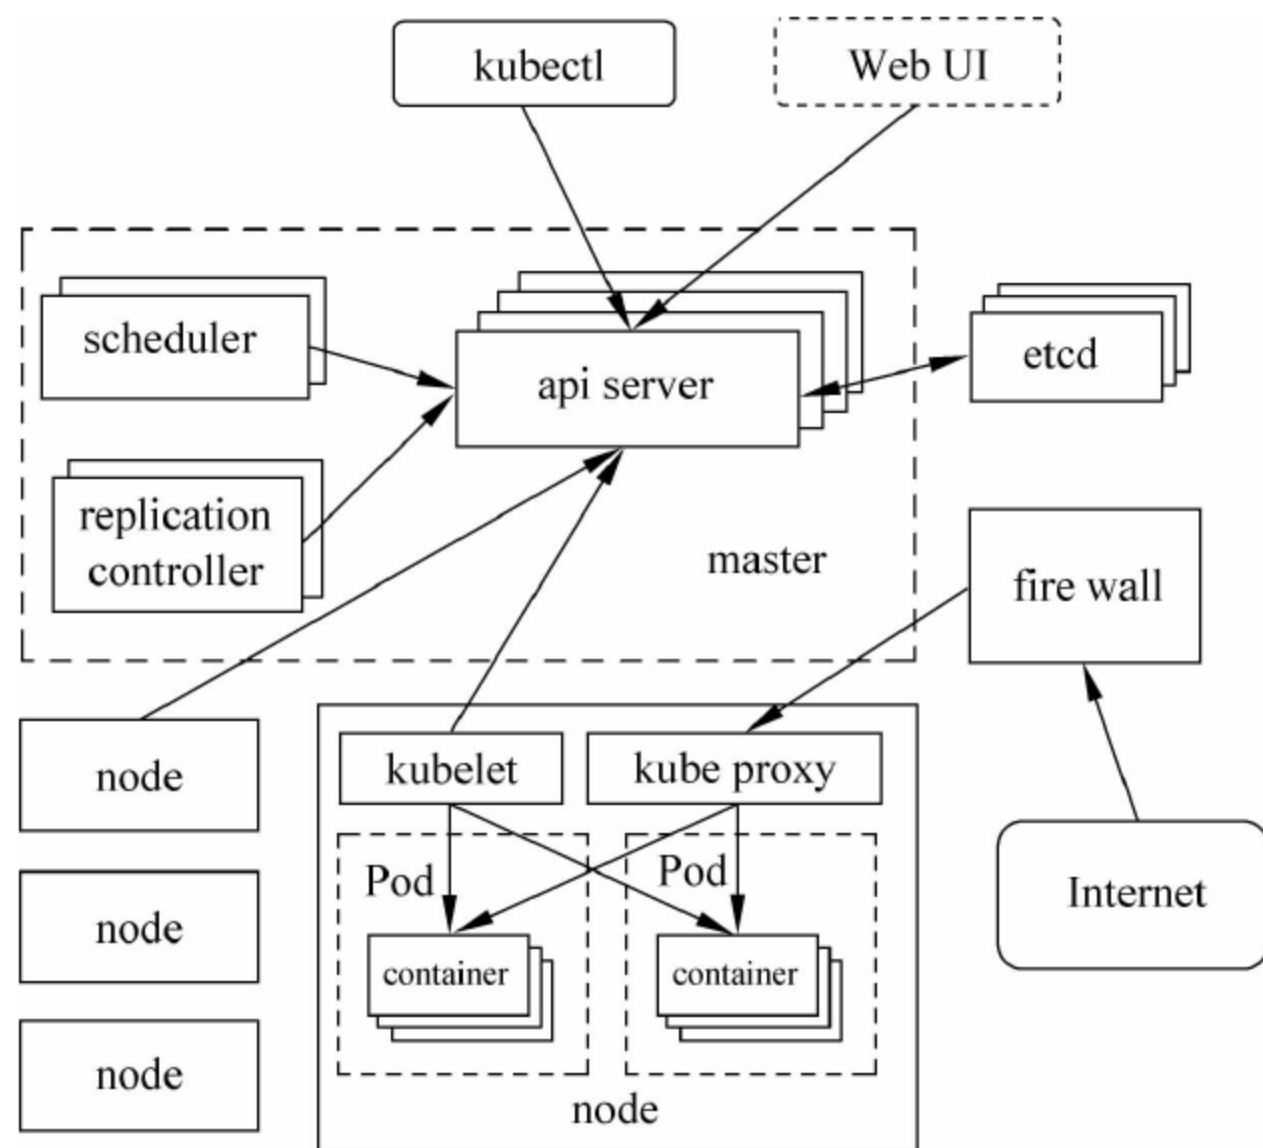 kubectl
Web UI
scheduler
api server
etcd
replication
controller
master
fire wall
node
kubelet
kube proxy
Pod
Pod
Internet
node
container
container
node
node